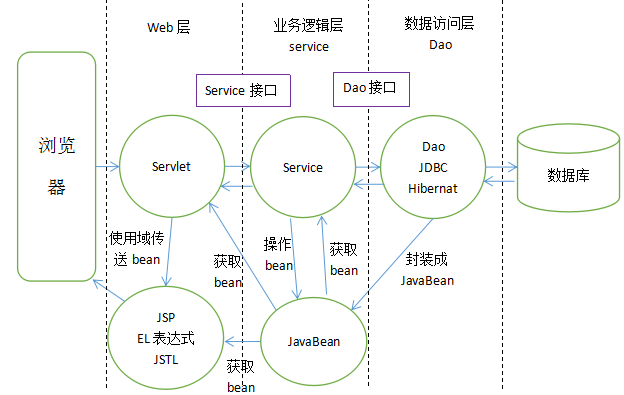 Web 层
业务逻辑层
service
数据访问层
Dao
Service 接口
Dao 接口
浏览
器
Servlet
Service
Dao
JDBC
Hibernat
数据库
使用域传
送 bean
获取
bean
操作
bean
获取
bean
封装成
JavaBean
JSP
EL 表达式
JSTL
JavaBean
获取
bean